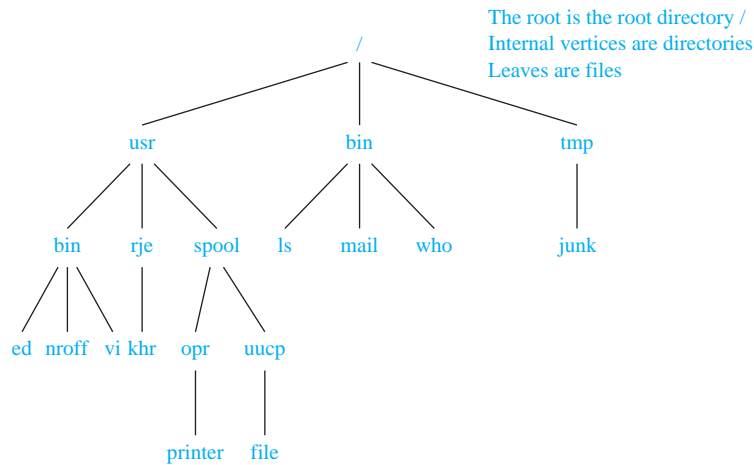 The root is the root directory /
Internal vertices are directories
Leaves are files
/
usr bin tmp
bin rje spool ls mail who junk
ed nroff vi khr opr uucp
printer file